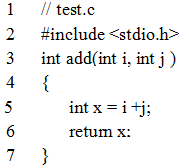 1 // test.c
2 #include <stdio.h>
3 int add(int i, int j )
4 {
5 int x = i +j;
6 return x:
7 }